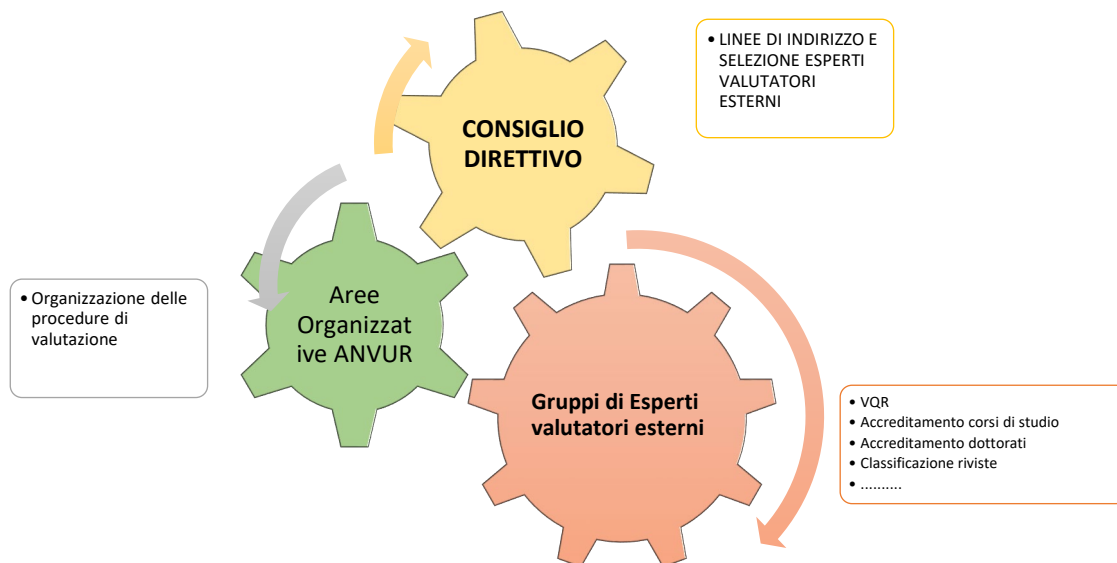 • LINEE DI INDIRIZZO E
SELEZIONE ESPERTI
VALUTATORI
ESTERNI
CONSIGLIO
DIRETTIVO
• Organizzazione delle
procedure di
valutazione
Aree
Organizzat
ive ANVUR
Gruppi di Esperti
valutatori esterni
• VQR
• Accreditamento corsi di studio
• Accreditamento dottorati
• Classificazione riviste
• ..........